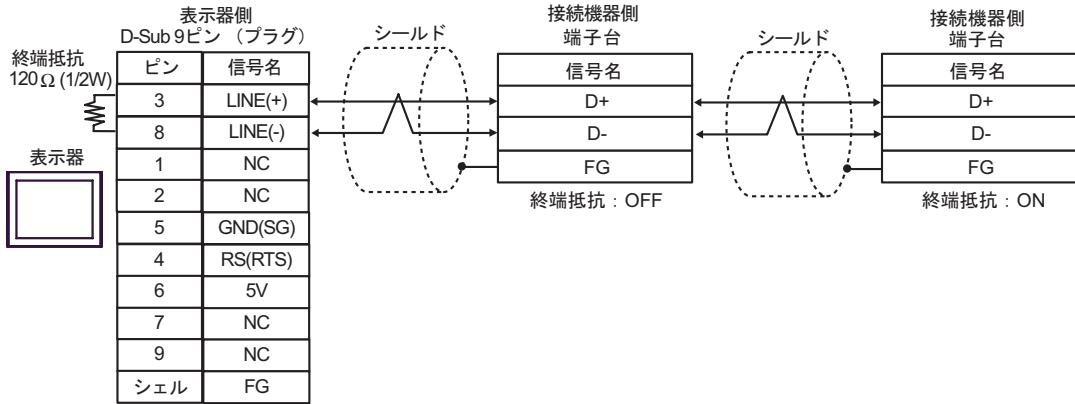 表示器側
D-Sub 9ピン （プラグ）
終端抵抗
120Ω (1/2W)
表示器
ピン 信号名
3 LINE(+)
8 LINE(-)
1 NC
2 NC
5 GND(SG)
4 RS(RTS)
6 5V
7 NC
9 NC
シェル FG
シールド
接続機器側
端子台
信号名
D+
D-
FG
終端抵抗：OFF
シールド
接続機器側
端子台
信号名
D+
D-
FG
終端抵抗：ON